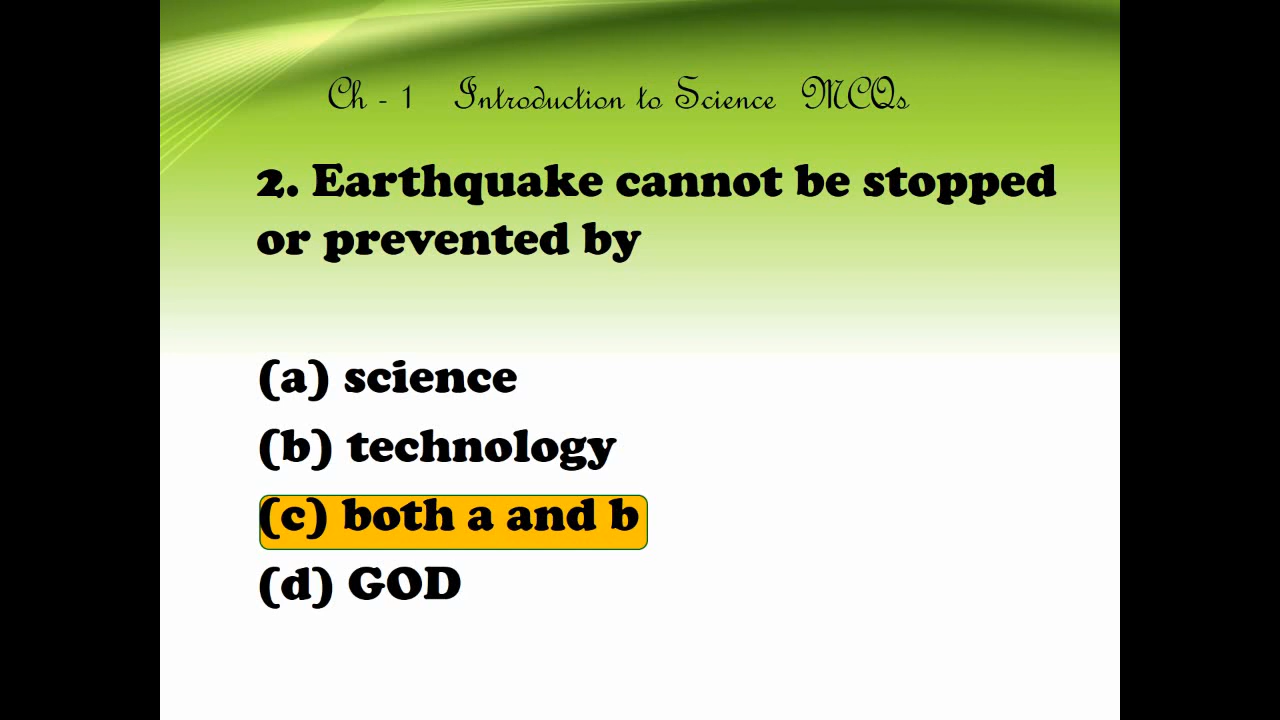 Ch - 1 Introduction to Science MCQs
2. Earthquake cannot be stopped
or prevented by
(a) science
(b) technology
(c) both a and b
(d) GOD